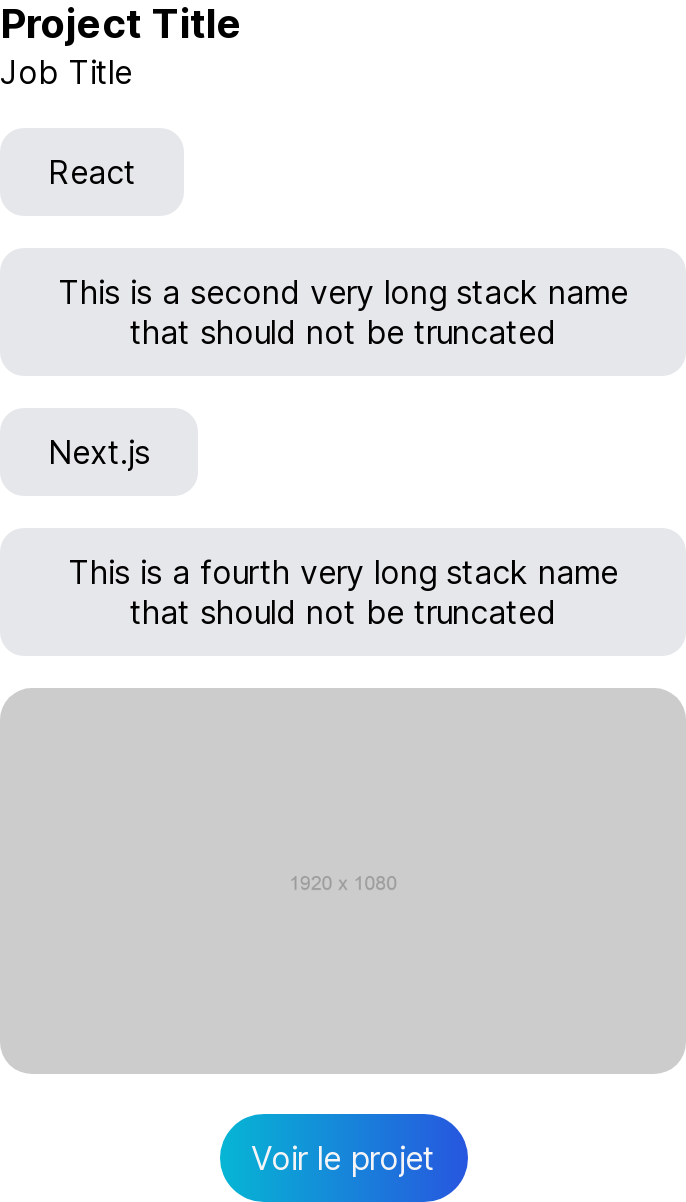 Project Title
Job Title
React
This is a second very long stack name
that should not be truncated
Next.js
This is a fourth very long stack name
that should not be truncated
1920 x 1080
Voir le projet